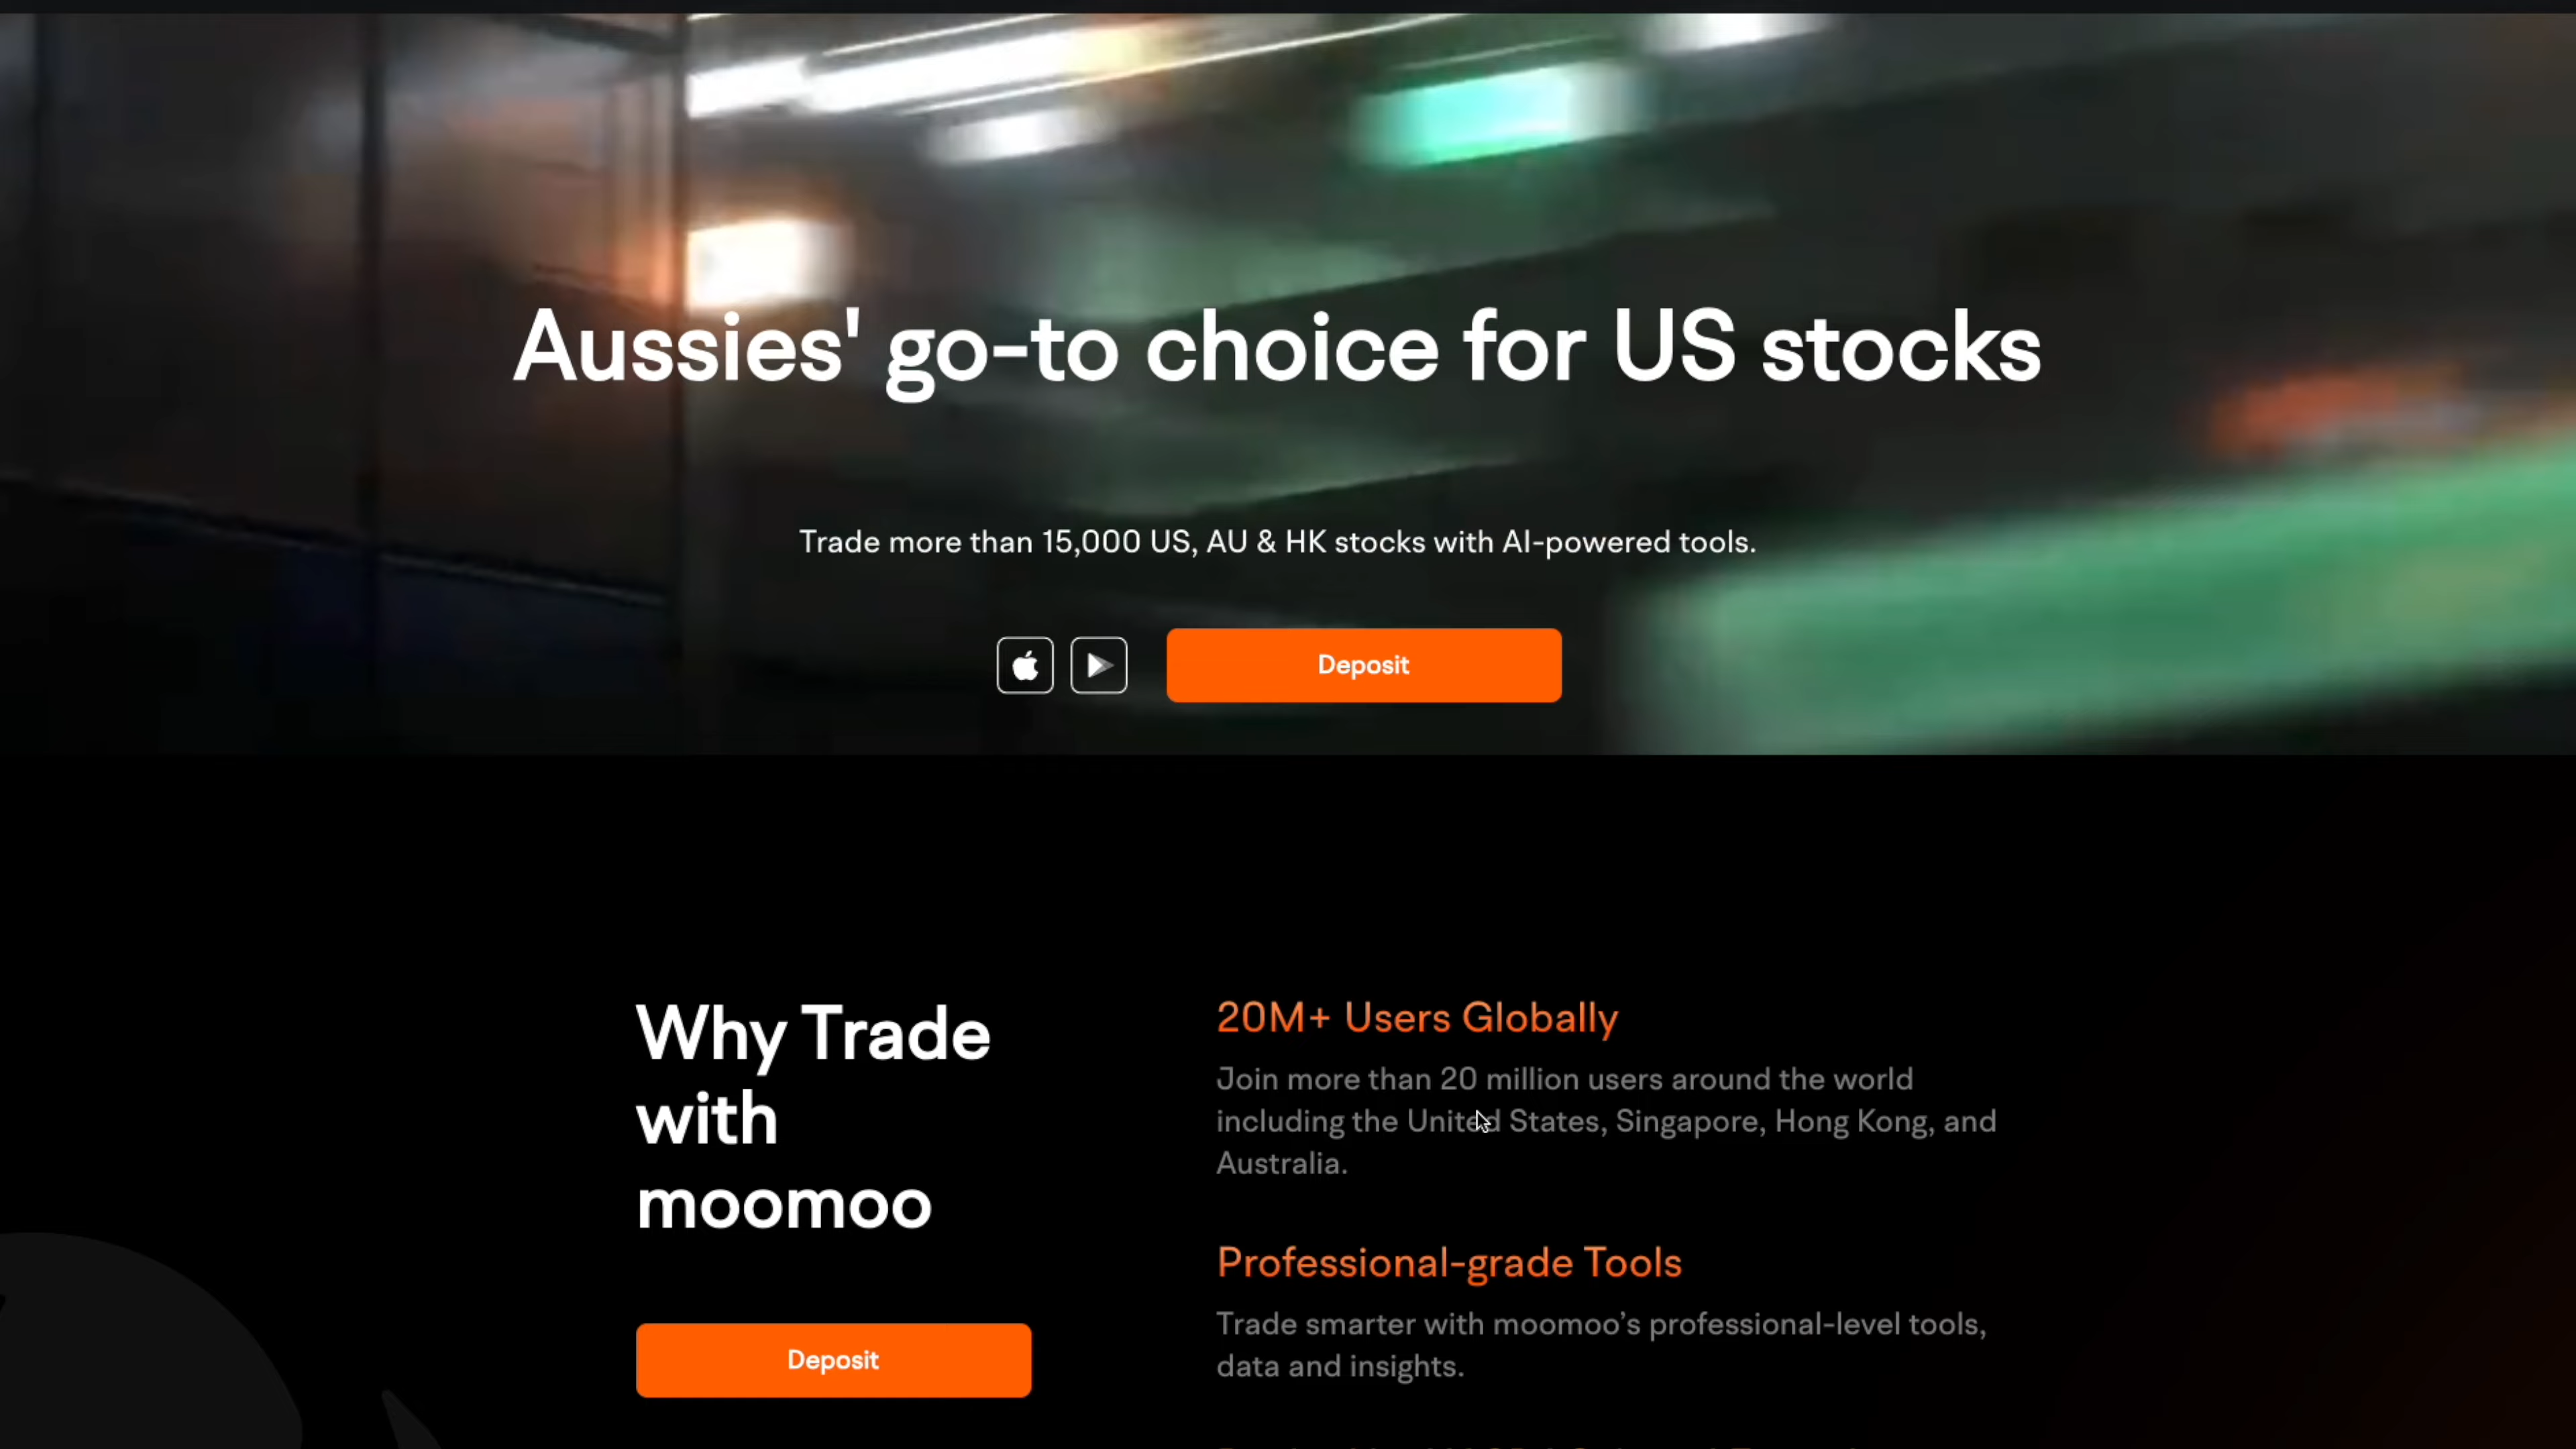 Aussies' go-to choice for US stocks
Trade more than 15,000 US, AU & HK stocks with AI-powered tools.
Deposit
Why Trade
with
moomoo
Deposit
20M+ Users Globally
Join more than 20 million users around the world
including the United States, Singapore, Hong Kong, and
Australia.
Professional-grade Tools
Trade smarter with moomoo’s professional-level tools,
data and insights.